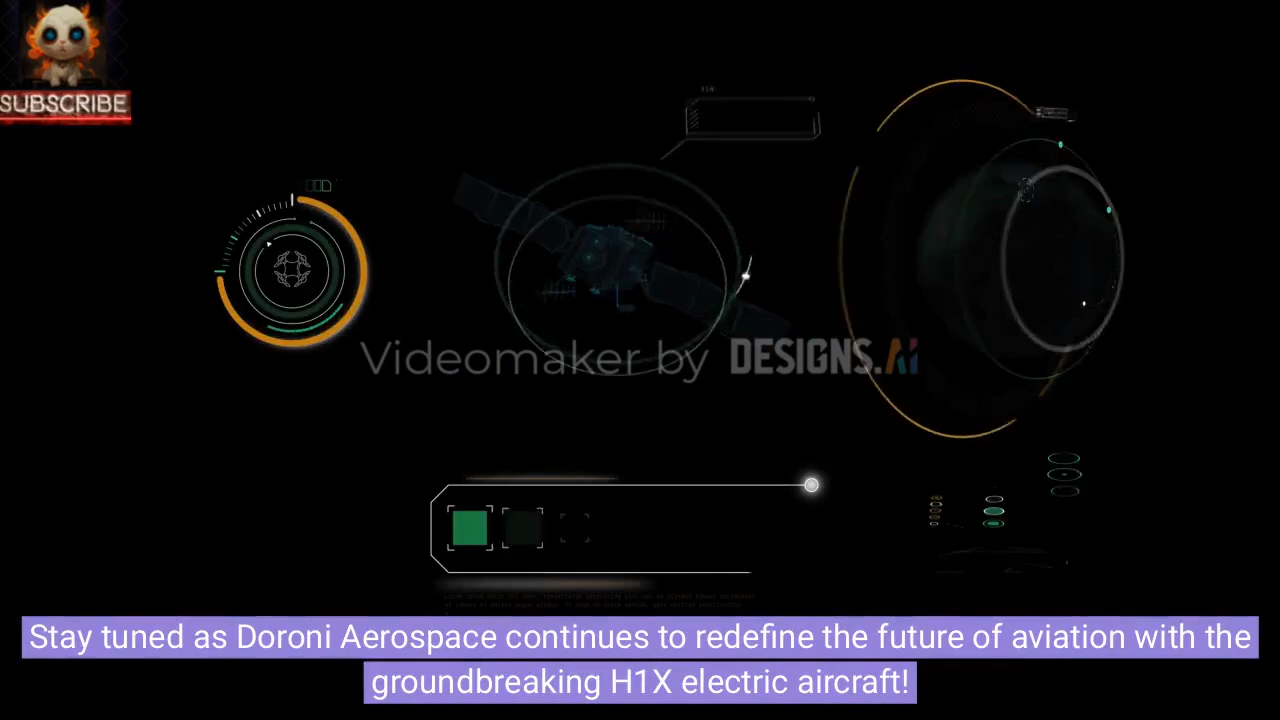 SUBSCRIBE
Videomaker by DESIGNS.AI
Stay tuned as Doroni Aerospace continues to redefine the future of aviation with the
groundbreaking H1X electric aircraft!